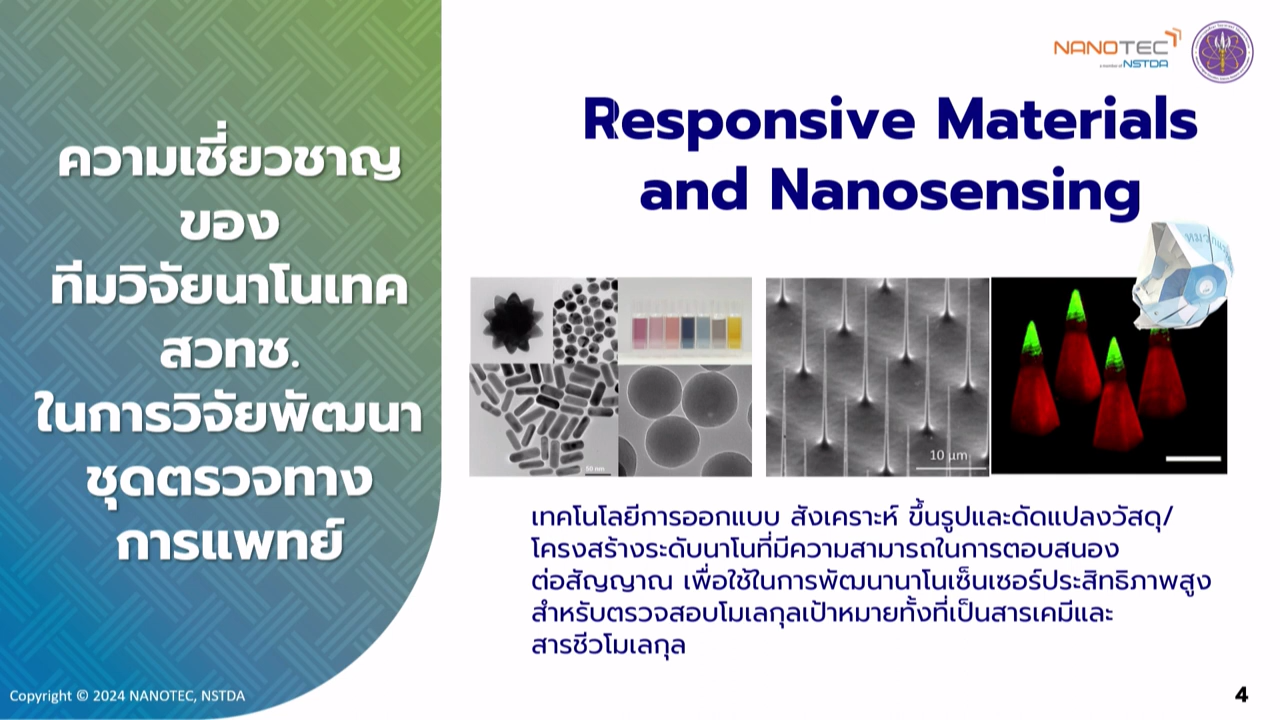 NANOTEC
a member of NSTDA
ความเชี่ยวชาญ
ของ
ทีมวิจัยนาโนเทค
สวทช.
ในการวิจัยพัฒนา
ชุดตรวจทาง
การแพทย์
Responsive Materials
and Nanosensing
50 nm
10 µm
เทคโนโลยีการออกแบบ สังเคราะห์ ขึ้นรูปและดัดแปลงวัสดุ/
โครงสร้างระดับนาโนที่มีความสามารถในการตอบสนอง
ต่อสัญญาณ เพื่อใช้ในการพัฒนานาโนเซ็นเซอร์ประสิทธิภาพสูง
สำหรับตรวจสอบโมเลกุลเป้าหมายทั้งที่เป็นสารเคมีและ
สารชีวโมเลกุล
Copyright © 2024 NANOTEC, NSTDA
4